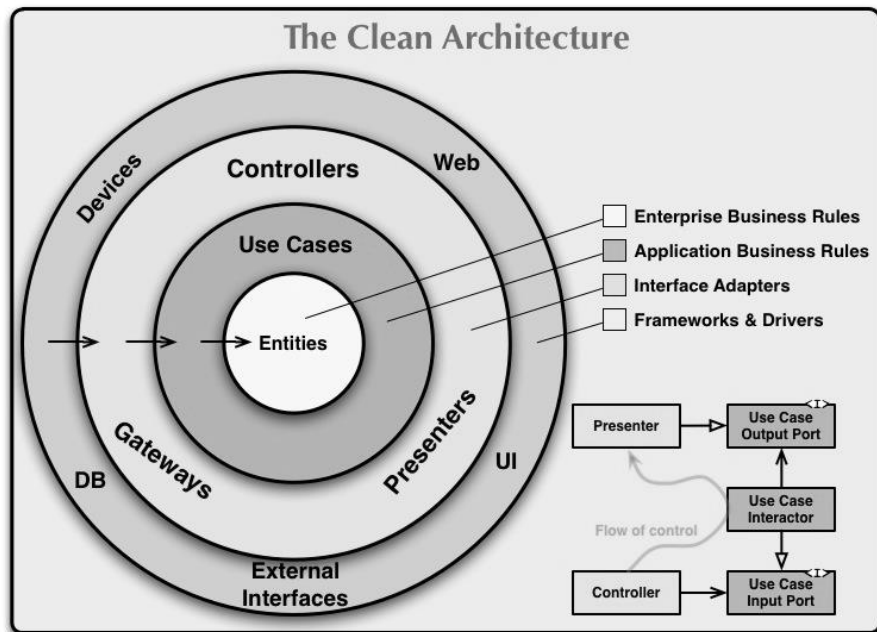 The Clean Architecture
Devices
Web
Controllers
Use Cases
Entities
Gateways
Presenters
DB
UI
External
Interfaces
Enterprise Business Rules
Application Business Rules
Interface Adapters
Frameworks & Drivers
Presenter
<I>
Use Case
Output Port
Flow of control
Use Case
Interactor
Controller
<I>
Use Case
Input Port